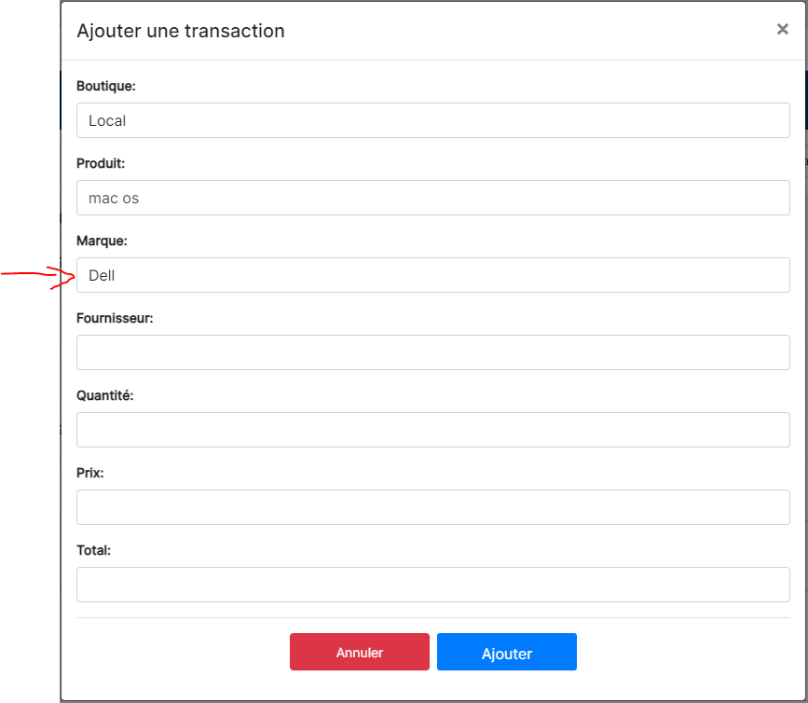 Ajouter une transaction ×
Boutique:
Local
Produit:
mac os
Marque:
Dell
Fournisseur:
Quantité:
Prix:
Total:
Annuler Ajouter